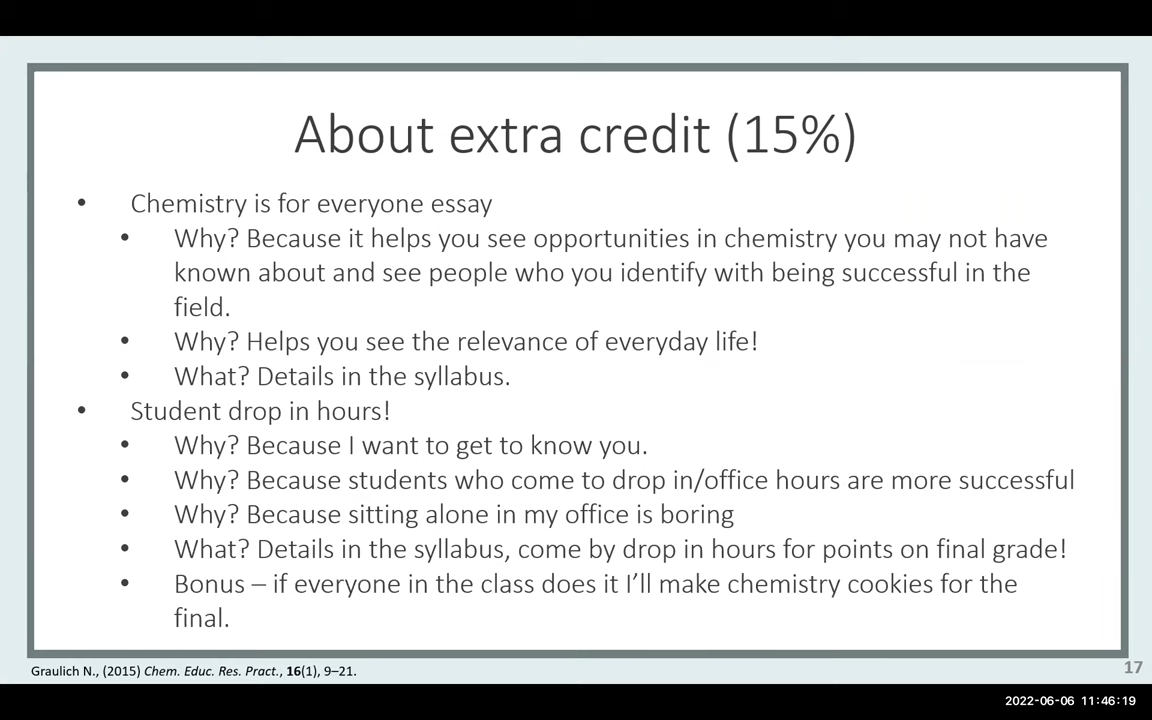 About extra credit (15%)
• Chemistry is for everyone essay
• Why? Because it helps you see opportunities in chemistry you may not have
known about and see people who you identify with being successful in the
field.
• Why? Helps you see the relevance of everyday life!
• What? Details in the syllabus.
• Student drop in hours!
• Why? Because I want to get to know you.
• Why? Because students who come to drop in/office hours are more successful
• Why? Because sitting alone in my office is boring
• What? Details in the syllabus, come by drop in hours for points on final grade!
• Bonus – if everyone in the class does it I’ll make chemistry cookies for the
final.
Graulich N., (2015) Chem. Educ. Res. Pract., 16(1), 9–21.
17
2022-06-06 11:46:19